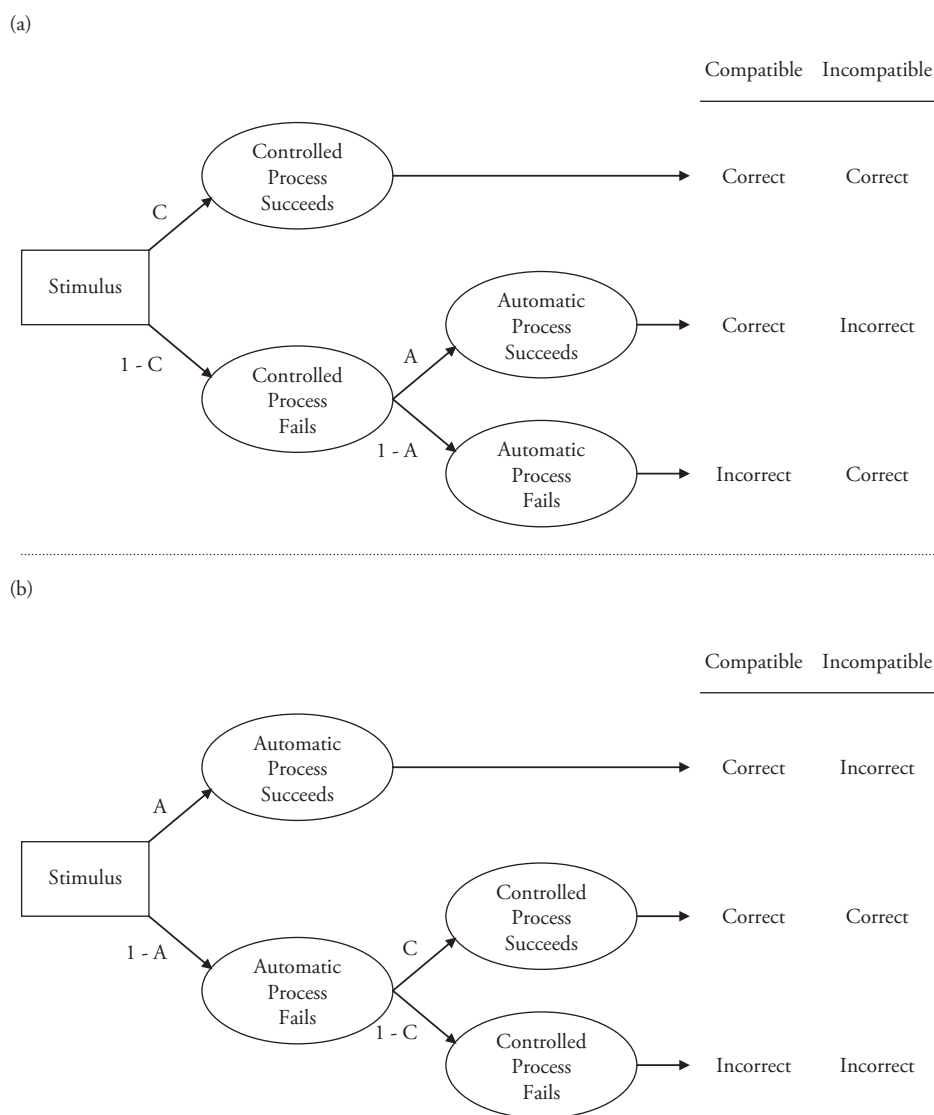 (a)
Compatible Incompatible
Controlled
Process
Succeeds
Correct Correct
C
Stimulus
Automatic
Process
Succeeds
Correct Incorrect
A
1 - C
Controlled
Process
Fails
1 - A
Automatic
Process
Fails
Incorrect Correct
(b)
Compatible Incompatible
Automatic
Process
Succeeds
Correct Incorrect
A
Stimulus
Controlled
Process
Succeeds
Correct Correct
C
1 - A
Automatic
Process
Fails
1 - C
Controlled
Process
Fails
Incorrect Incorrect